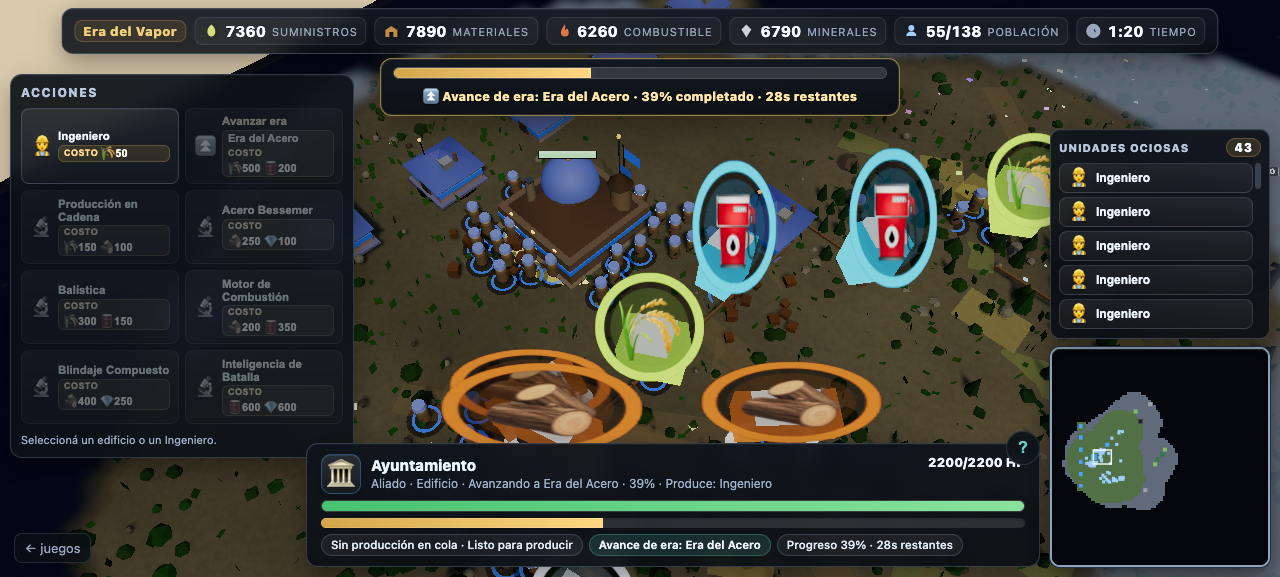 Era del Vapor
7360 SUMINISTROS
7890 MATERIALES
6260 COMBUSTIBLE
6790 MINERALES
55/138 POBLACIÓN
1:20 TIEMPO
Avance de era: Era del Acero · 39% completado · 28s restantes
ACCIONES
Ingeniero
COSTO 50
Avanzar era
Era del Acero
COSTO
500 200
Producción en
Cadena
COSTO
150 100
Acero Bessemer
COSTO
250 100
Balística
COSTO
300 150
Motor de
Combustión
COSTO
200 350
Blindaje Compuesto
COSTO
400 250
Inteligencia de
Batalla
COSTO
600 600
Seleccioná un edificio o un Ingeniero.
UNIDADES OCIOSAS 43
Ingeniero
Ingeniero
Ingeniero
Ingeniero
Ingeniero
?
Ayuntamiento
2200/2200
Aliado · Edificio · Avanzando a Era del Acero · 39% · Produce: Ingeniero
Sin producción en cola · Listo para producir
Avance de era: Era del Acero
Progreso 39% · 28s restantes
← juegos